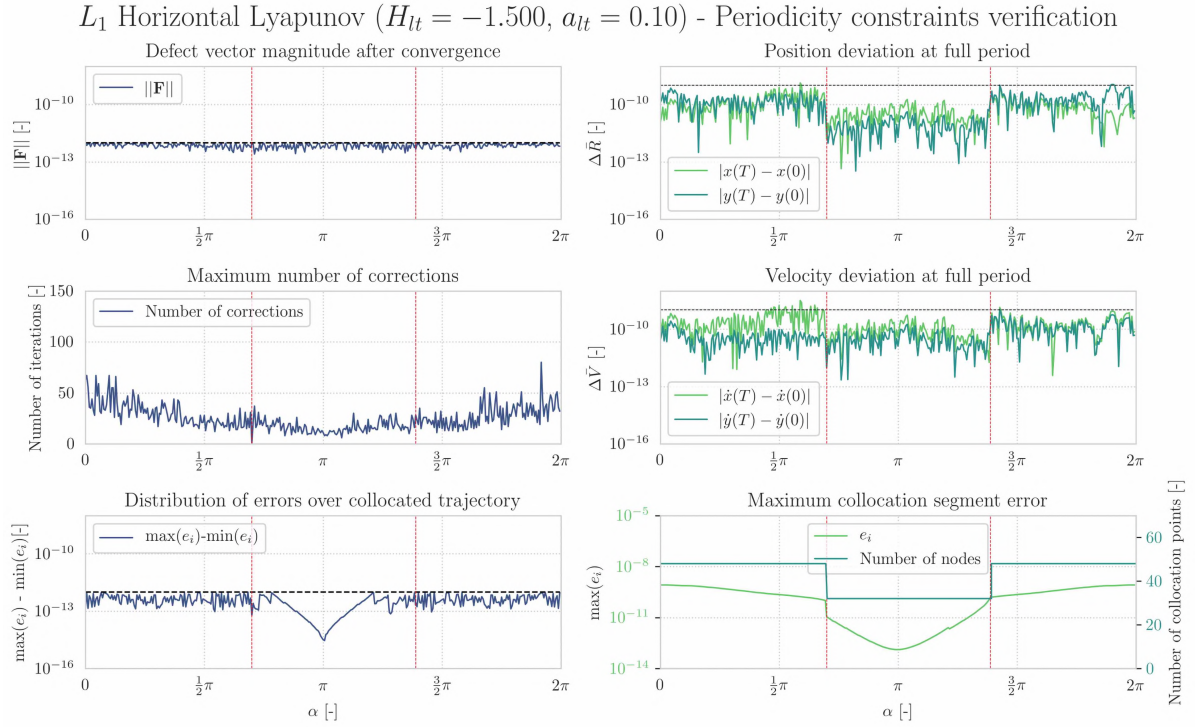 L₁ Horizontal Lyapunov (H_lt = −1.500, a_lt = 0.10) - Periodicity constraints verification
Defect vector magnitude after convergence
||F|| [-]
10⁻¹⁰
10⁻¹³
10⁻¹⁶
||F||
0 ½π π 3/2π 2π
Position deviation at full period
ΔR̄ [-]
10⁻¹⁰
10⁻¹³
10⁻¹⁶
|x(T) − x(0)|
|y(T) − y(0)|
0 ½π π 3/2π 2π
Maximum number of corrections
Number of iterations [-]
150
100
50
0
Number of corrections
0 ½π π 3/2π 2π
Velocity deviation at full period
ΔV̄ [-]
10⁻¹⁰
10⁻¹³
10⁻¹⁶
|ẋ(T) − ẋ(0)|
|ẏ(T) − ẏ(0)|
0 ½π π 3/2π 2π
Distribution of errors over collocated trajectory
max(eᵢ) - min(eᵢ)[-]
10⁻¹⁰
10⁻¹³
10⁻¹⁶
max(eᵢ)-min(eᵢ)
0 ½π π 3/2π 2π
α [-]
Maximum collocation segment error
max(eᵢ)
10⁻⁵
10⁻⁸
10⁻¹¹
10⁻¹⁴
eᵢ
Number of nodes
60
40
20
0
Number of collocation points [-]
0 ½π π 3/2π 2π
α [-]